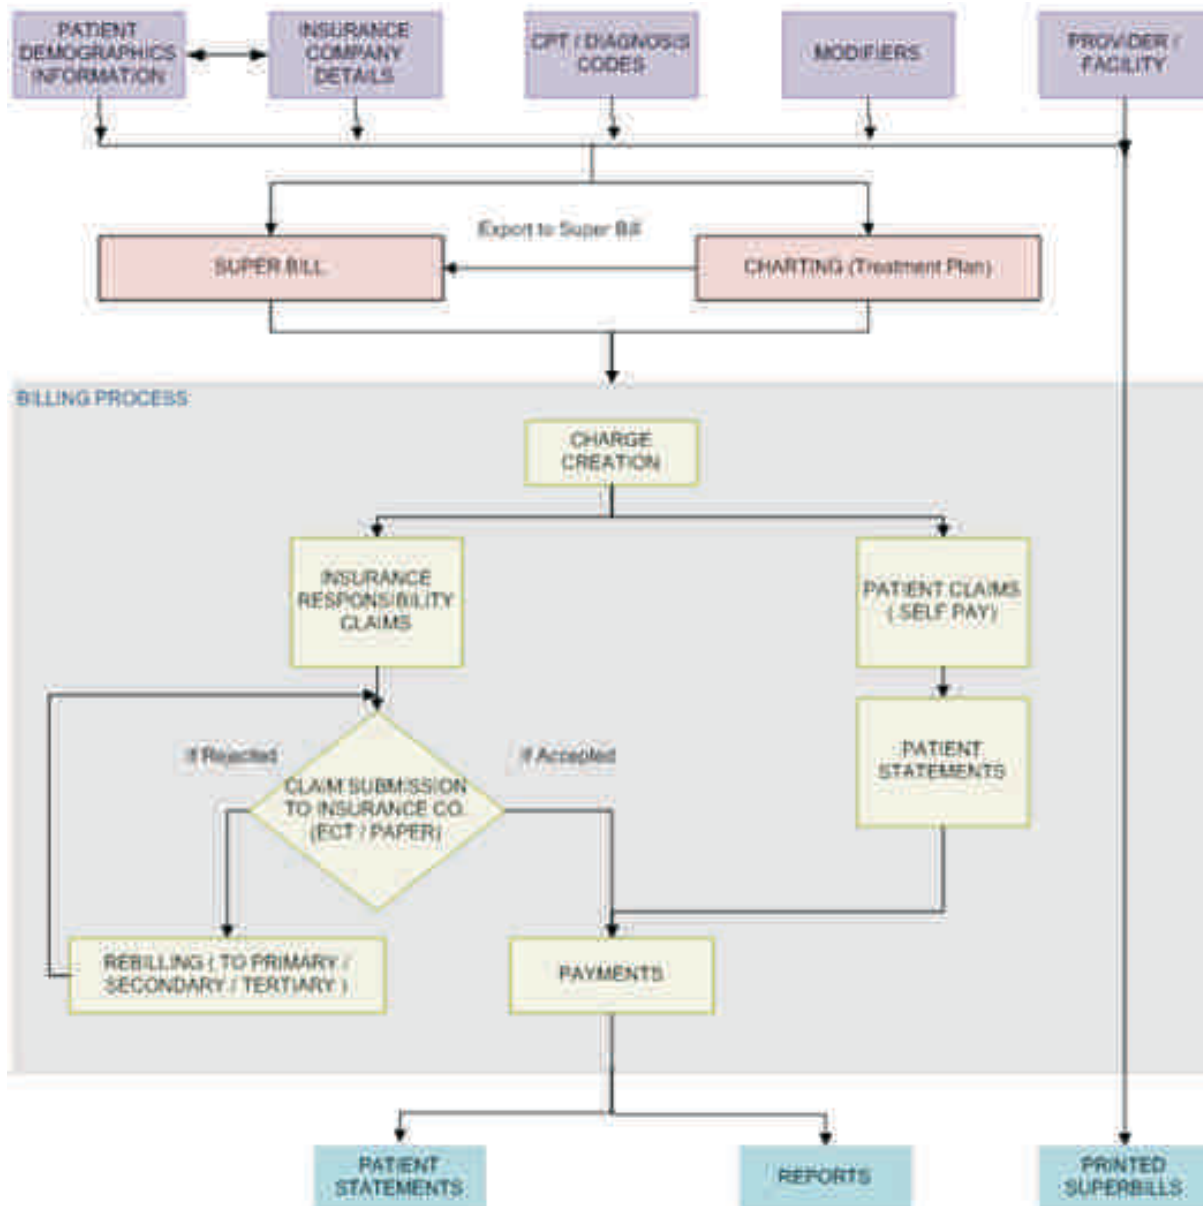 PATIENT
DEMOGRAPHICS
INFORMATION
INSURANCE
COMPANY
DETAILS
CPT / DIAGNOSIS
CODES
MODIFIERS
PROVIDER /
FACILITY
Export to Super Bill
SUPER BILL
CHARTING (Treatment Plan)
BILLING PROCESS
CHARGE
CREATION
INSURANCE
RESPONSIBILITY
CLAIMS
PATIENT CLAIMS
( SELF PAY)
If Rejected
If Accepted
CLAIM SUBMISSION
TO INSURANCE CO.
(ECT / PAPER)
PATIENT
STATEMENTS
REBILLING ( TO PRIMARY /
SECONDARY / TERTIARY )
PAYMENTS
PATIENT
STATEMENTS
REPORTS
PRINTED
SUPERBILLS